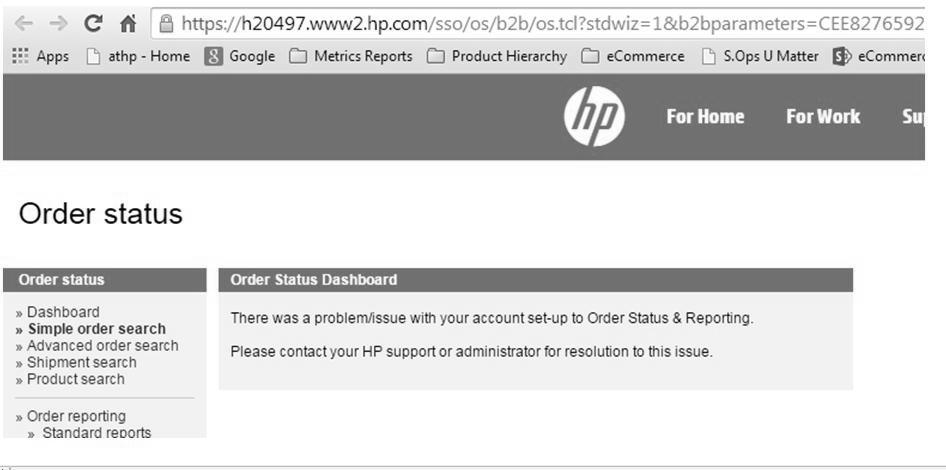 https://h20497.www2.hp.com/sso/os/b2b/os.tcl?stdwiz=1&b2bparameters=CEE8276592
Apps athp - Home Google Metrics Reports Product Hierarchy eCommerce S.Ops U Matter eCommer
hp For Home For Work Su
Order status
Order status
» Dashboard
» Simple order search
» Advanced order search
» Shipment search
» Product search
» Order reporting
» Standard reports
Order Status Dashboard
There was a problem/issue with your account set-up to Order Status & Reporting.
Please contact your HP support or administrator for resolution to this issue.